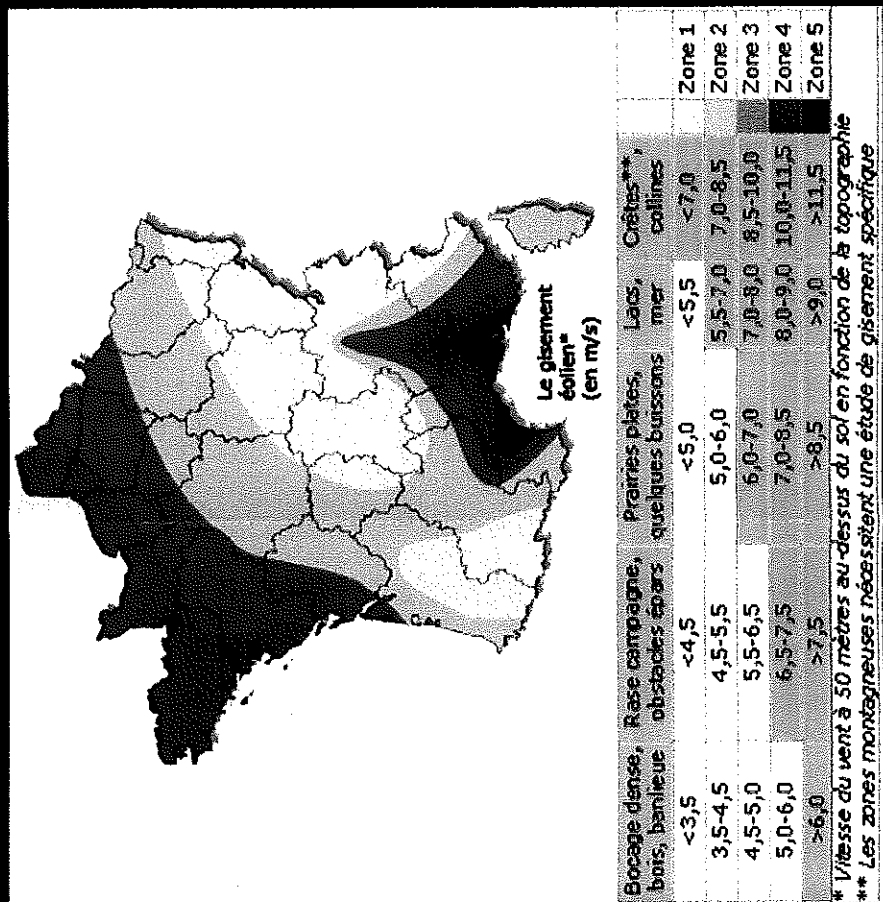 Le gisement
éolien*
(en m/s)
Bocage dense, bois, banlieue | Rase campagne, obstacles épars | Prairies plates, quelques buissons | Lacs, mer | Crêtes**, collines
<3,5 | <4,5 | <5,0 | <5,5 | <7,0 | Zone 1
3,5-4,5 | 4,5-5,5 | 5,0-6,0 | 5,5-7,0 | 7,0-8,5 | Zone 2
4,5-5,0 | 5,5-6,5 | 6,0-7,0 | 7,0-8,0 | 8,5-10,0 | Zone 3
5,0-6,0 | 6,5-7,5 | 7,0-8,5 | 8,0-9,0 | 10,0-11,5 | Zone 4
>6,0 | >7,5 | >8,5 | >9,0 | >11,5 | Zone 5
* Vitesse du vent à 50 mètres au-dessus du sol en fonction de la topographie
** Les zones montagneuses nécessitent une étude de gisement spécifique